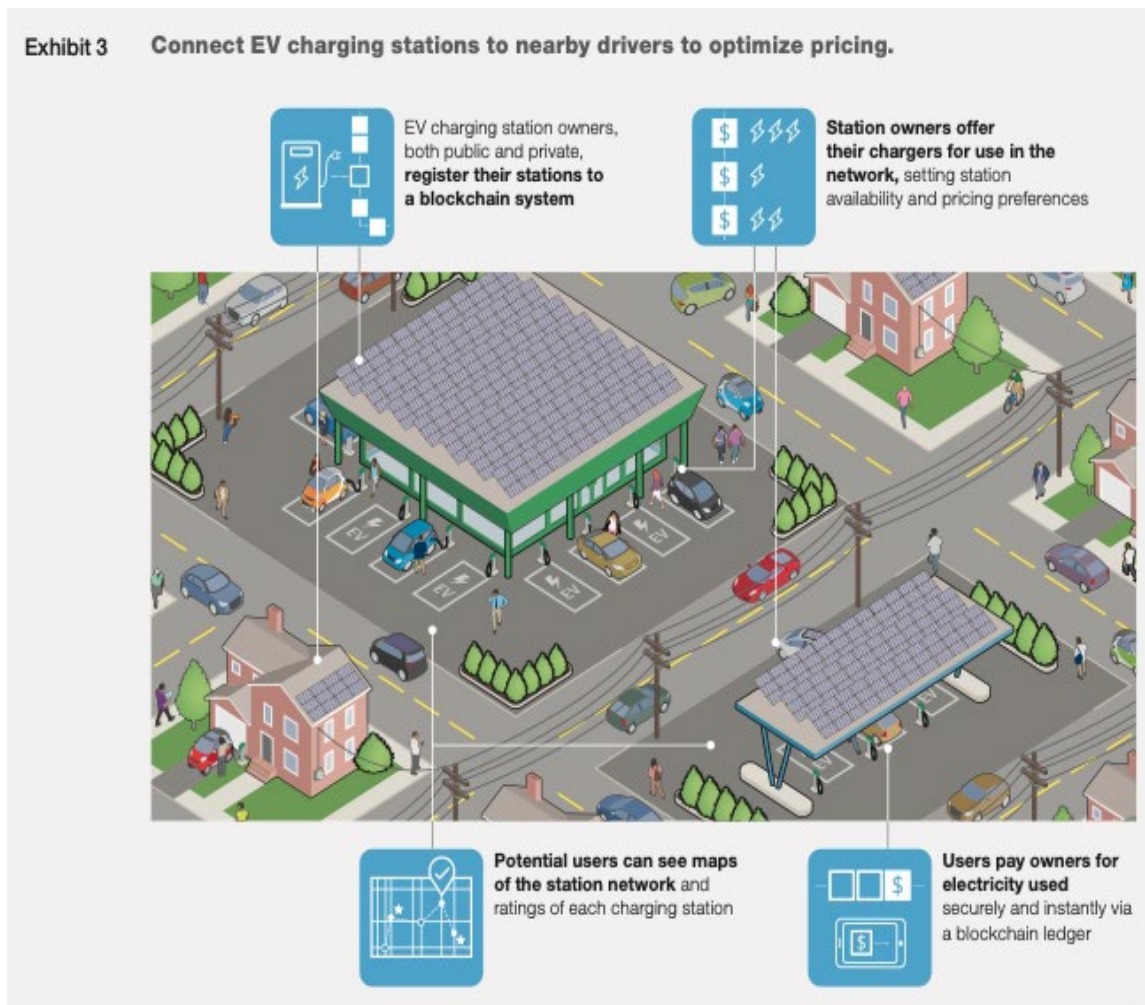 Exhibit 3 Connect EV charging stations to nearby drivers to optimize pricing.
EV charging station owners,
both public and private,
register their stations to
a blockchain system
$
$
$
Station owners offer
their chargers for use in the
network, setting station
availability and pricing preferences
EV
EV
EV
EV
EV
EV
Potential users can see maps
of the station network and
ratings of each charging station
$
$
Users pay owners for
electricity used
securely and instantly via
a blockchain ledger